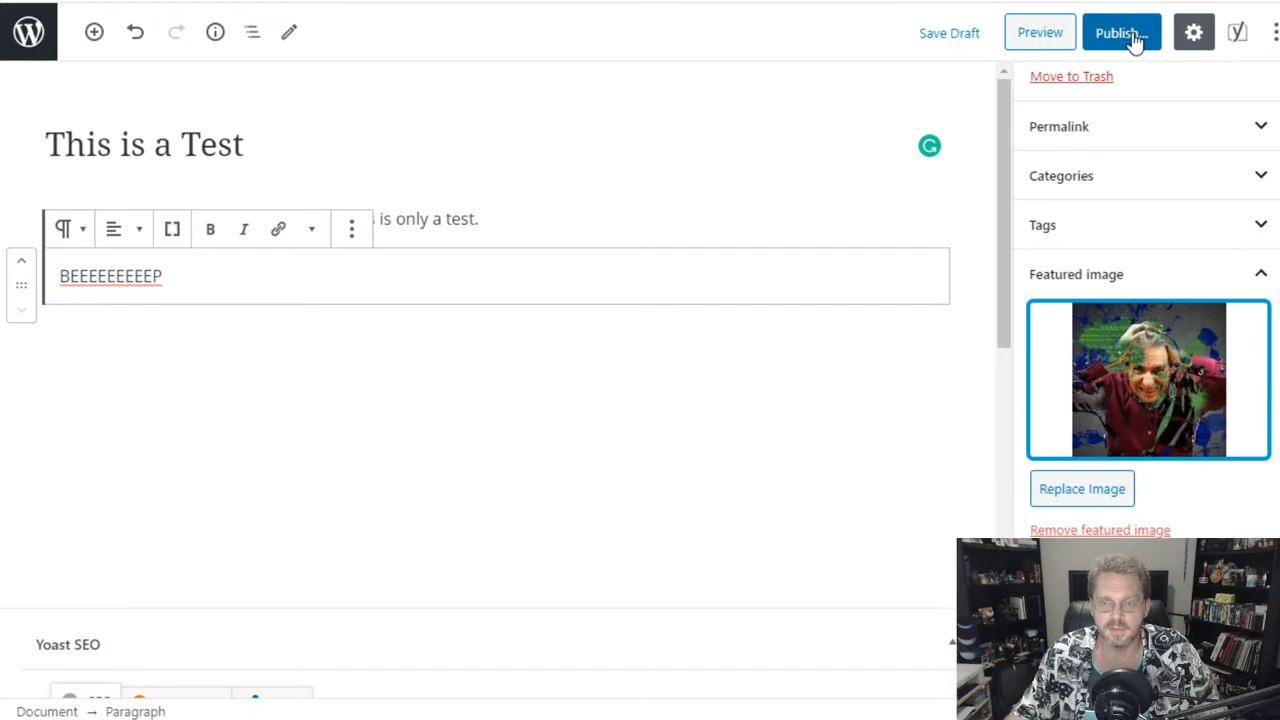 Save Draft
Preview
Publish...
Move to Trash
Permalink
This is a Test
Categories
is only a test.
Tags
BEEEEEEEEEP
Featured image
Replace Image
Remove featured image
Yoast SEO
Document → Paragraph